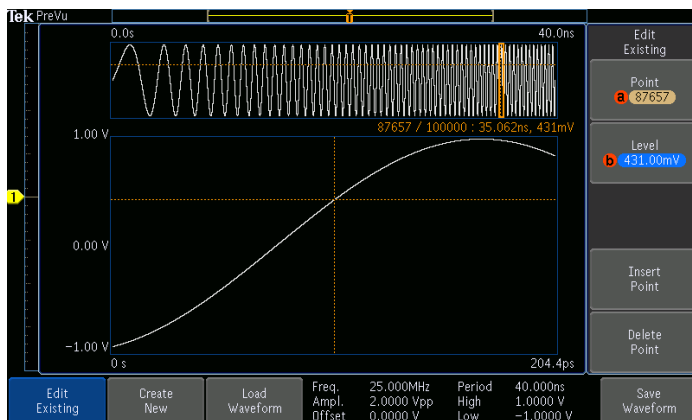 Tek PreVu
T
0.0s 40.0ns
87657 / 100000 : 35.062ns, 431mV
1.00 V
1
0.00 V
-1.00 V
0 s 204.4ps
Edit
Existing
Point
a 87657
Level
b 431.00mV
Insert
Point
Delete
Point
Edit
Existing
Create
New
Load
Waveform
Freq. 25.000MHz Period 40.000ns
Ampl. 2.0000 Vpp High 1.0000 V
Offset 0.0000 V Low -1.0000 V
Save
Waveform